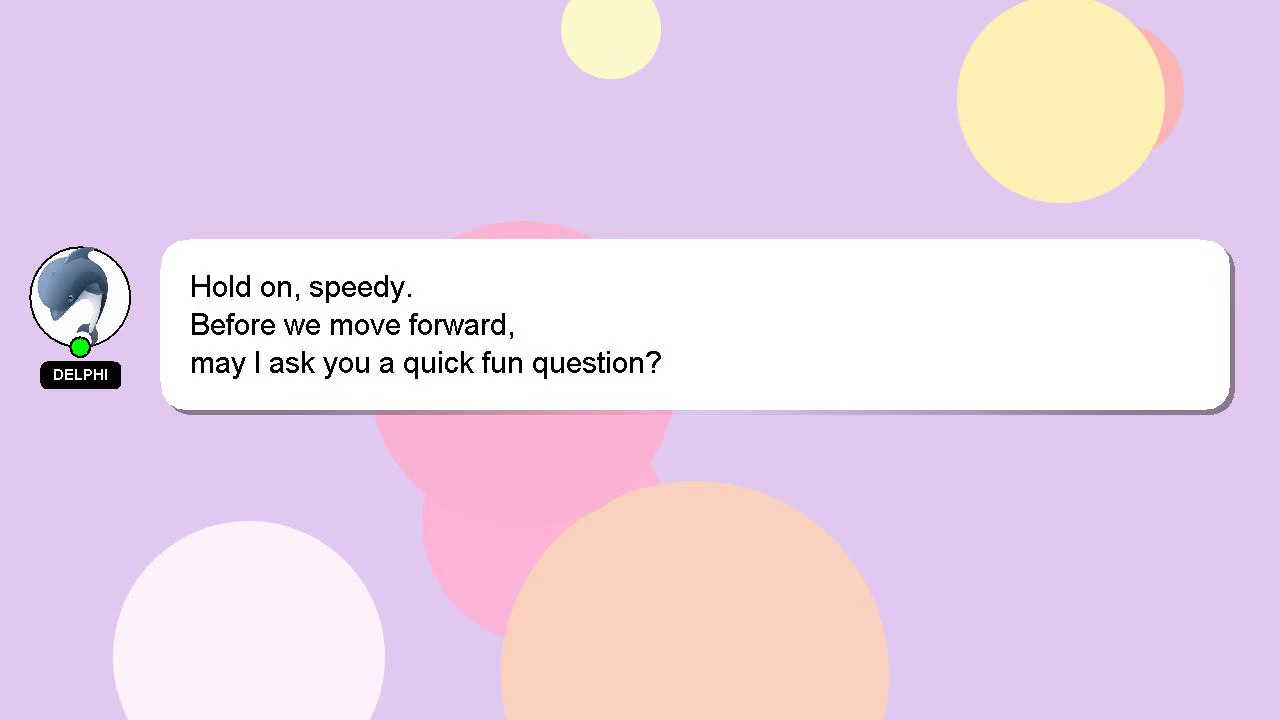 Hold on, speedy.
Before we move forward,
may I ask you a quick fun question?
DELPHI